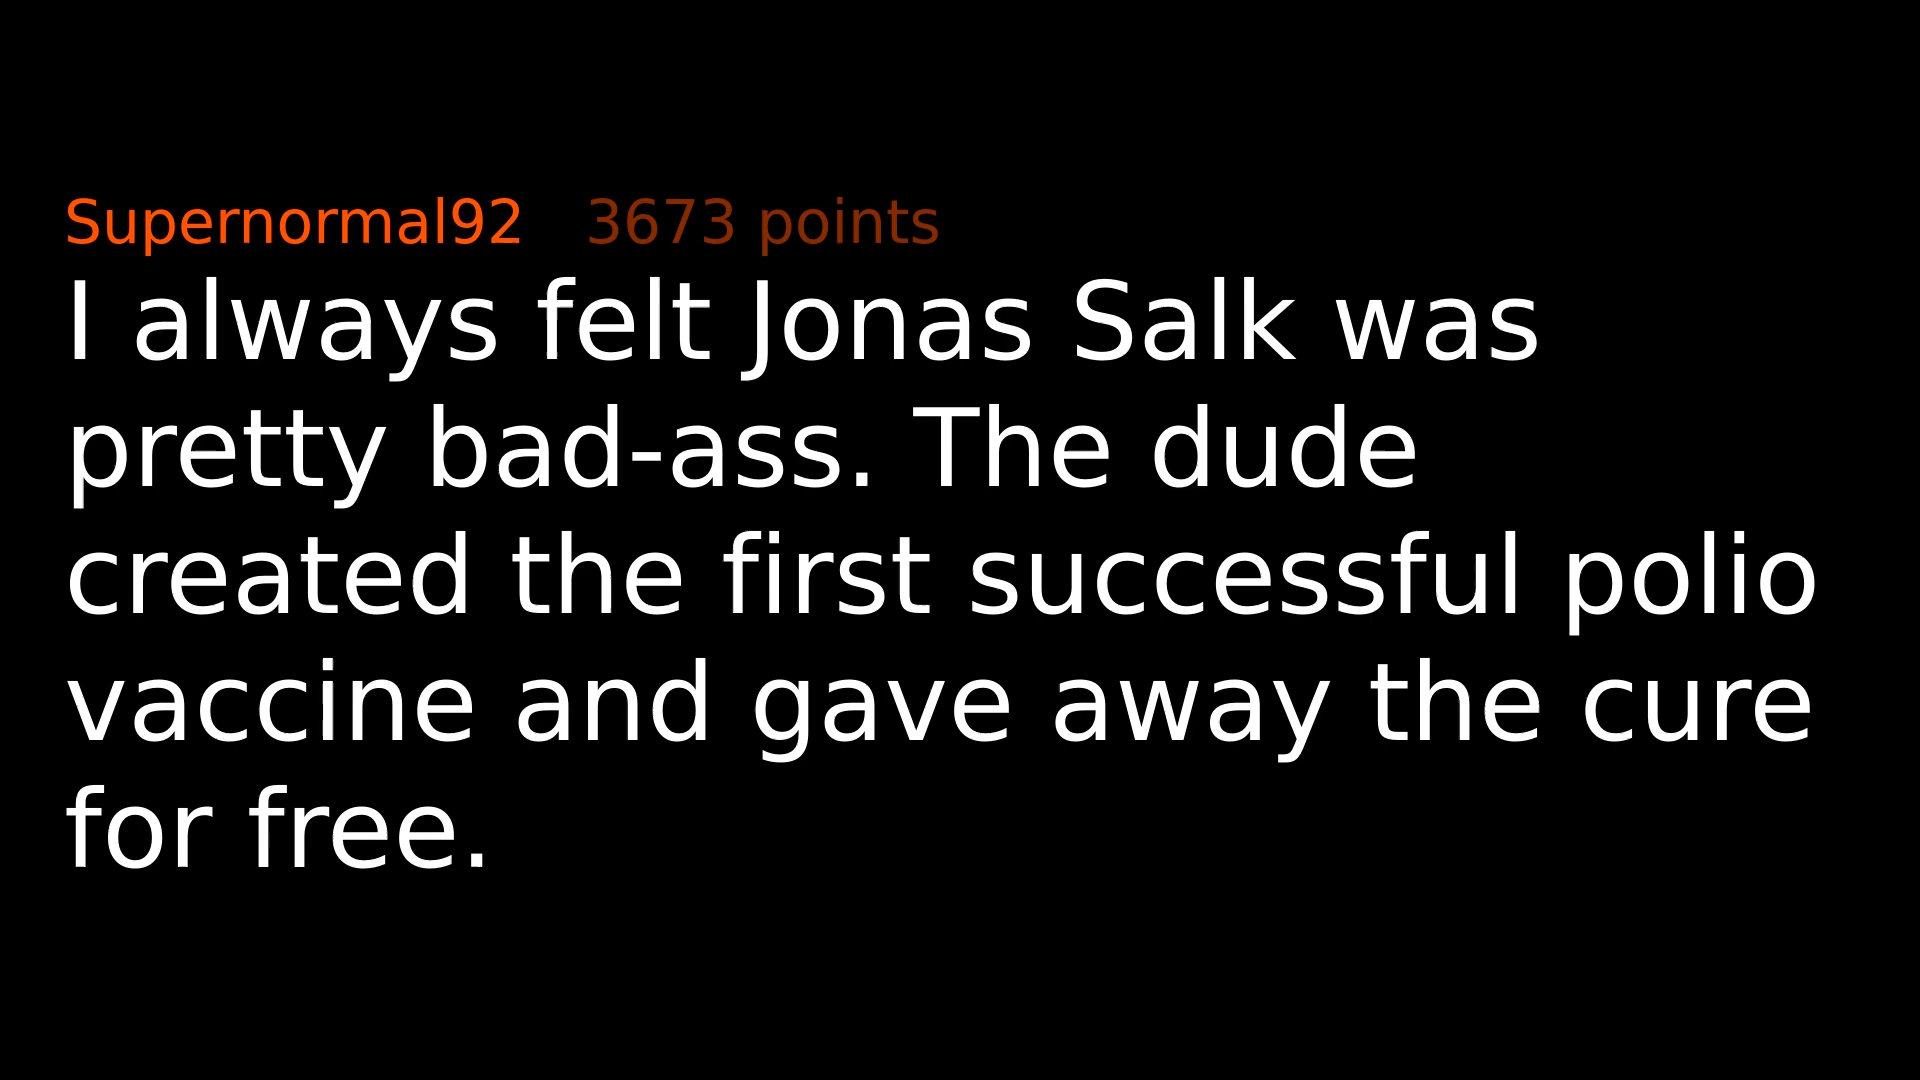 Supernormal92 3673 points
I always felt Jonas Salk was
pretty bad-ass. The dude
created the first successful polio
vaccine and gave away the cure
for free.